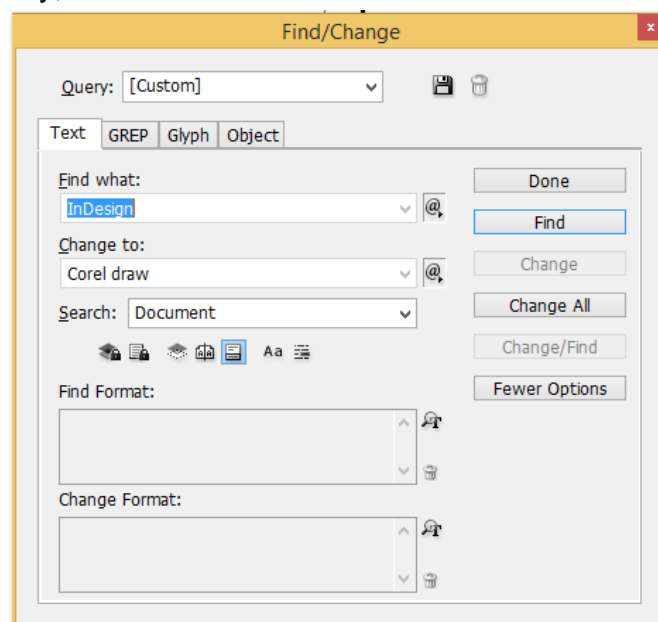 Find/Change
x
Query: [Custom]
Text GREP Glyph Object
Find what:
InDesign
Change to:
Corel draw
Search: Document
Aa
Find Format:
Change Format:
Done
Find
Change
Change All
Change/Find
Fewer Options